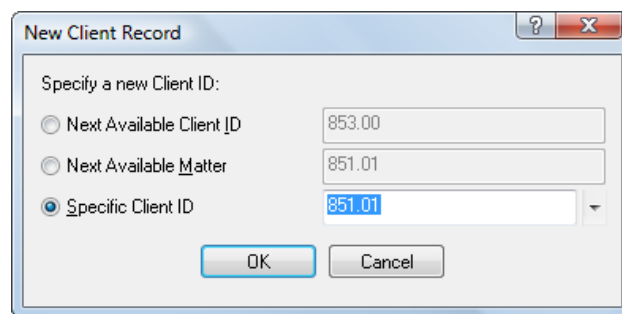 New Client Record
?
Specify a new Client ID:
Next Available Client ID 853.00
Next Available Matter 851.01
Specific Client ID 851.01
OK Cancel